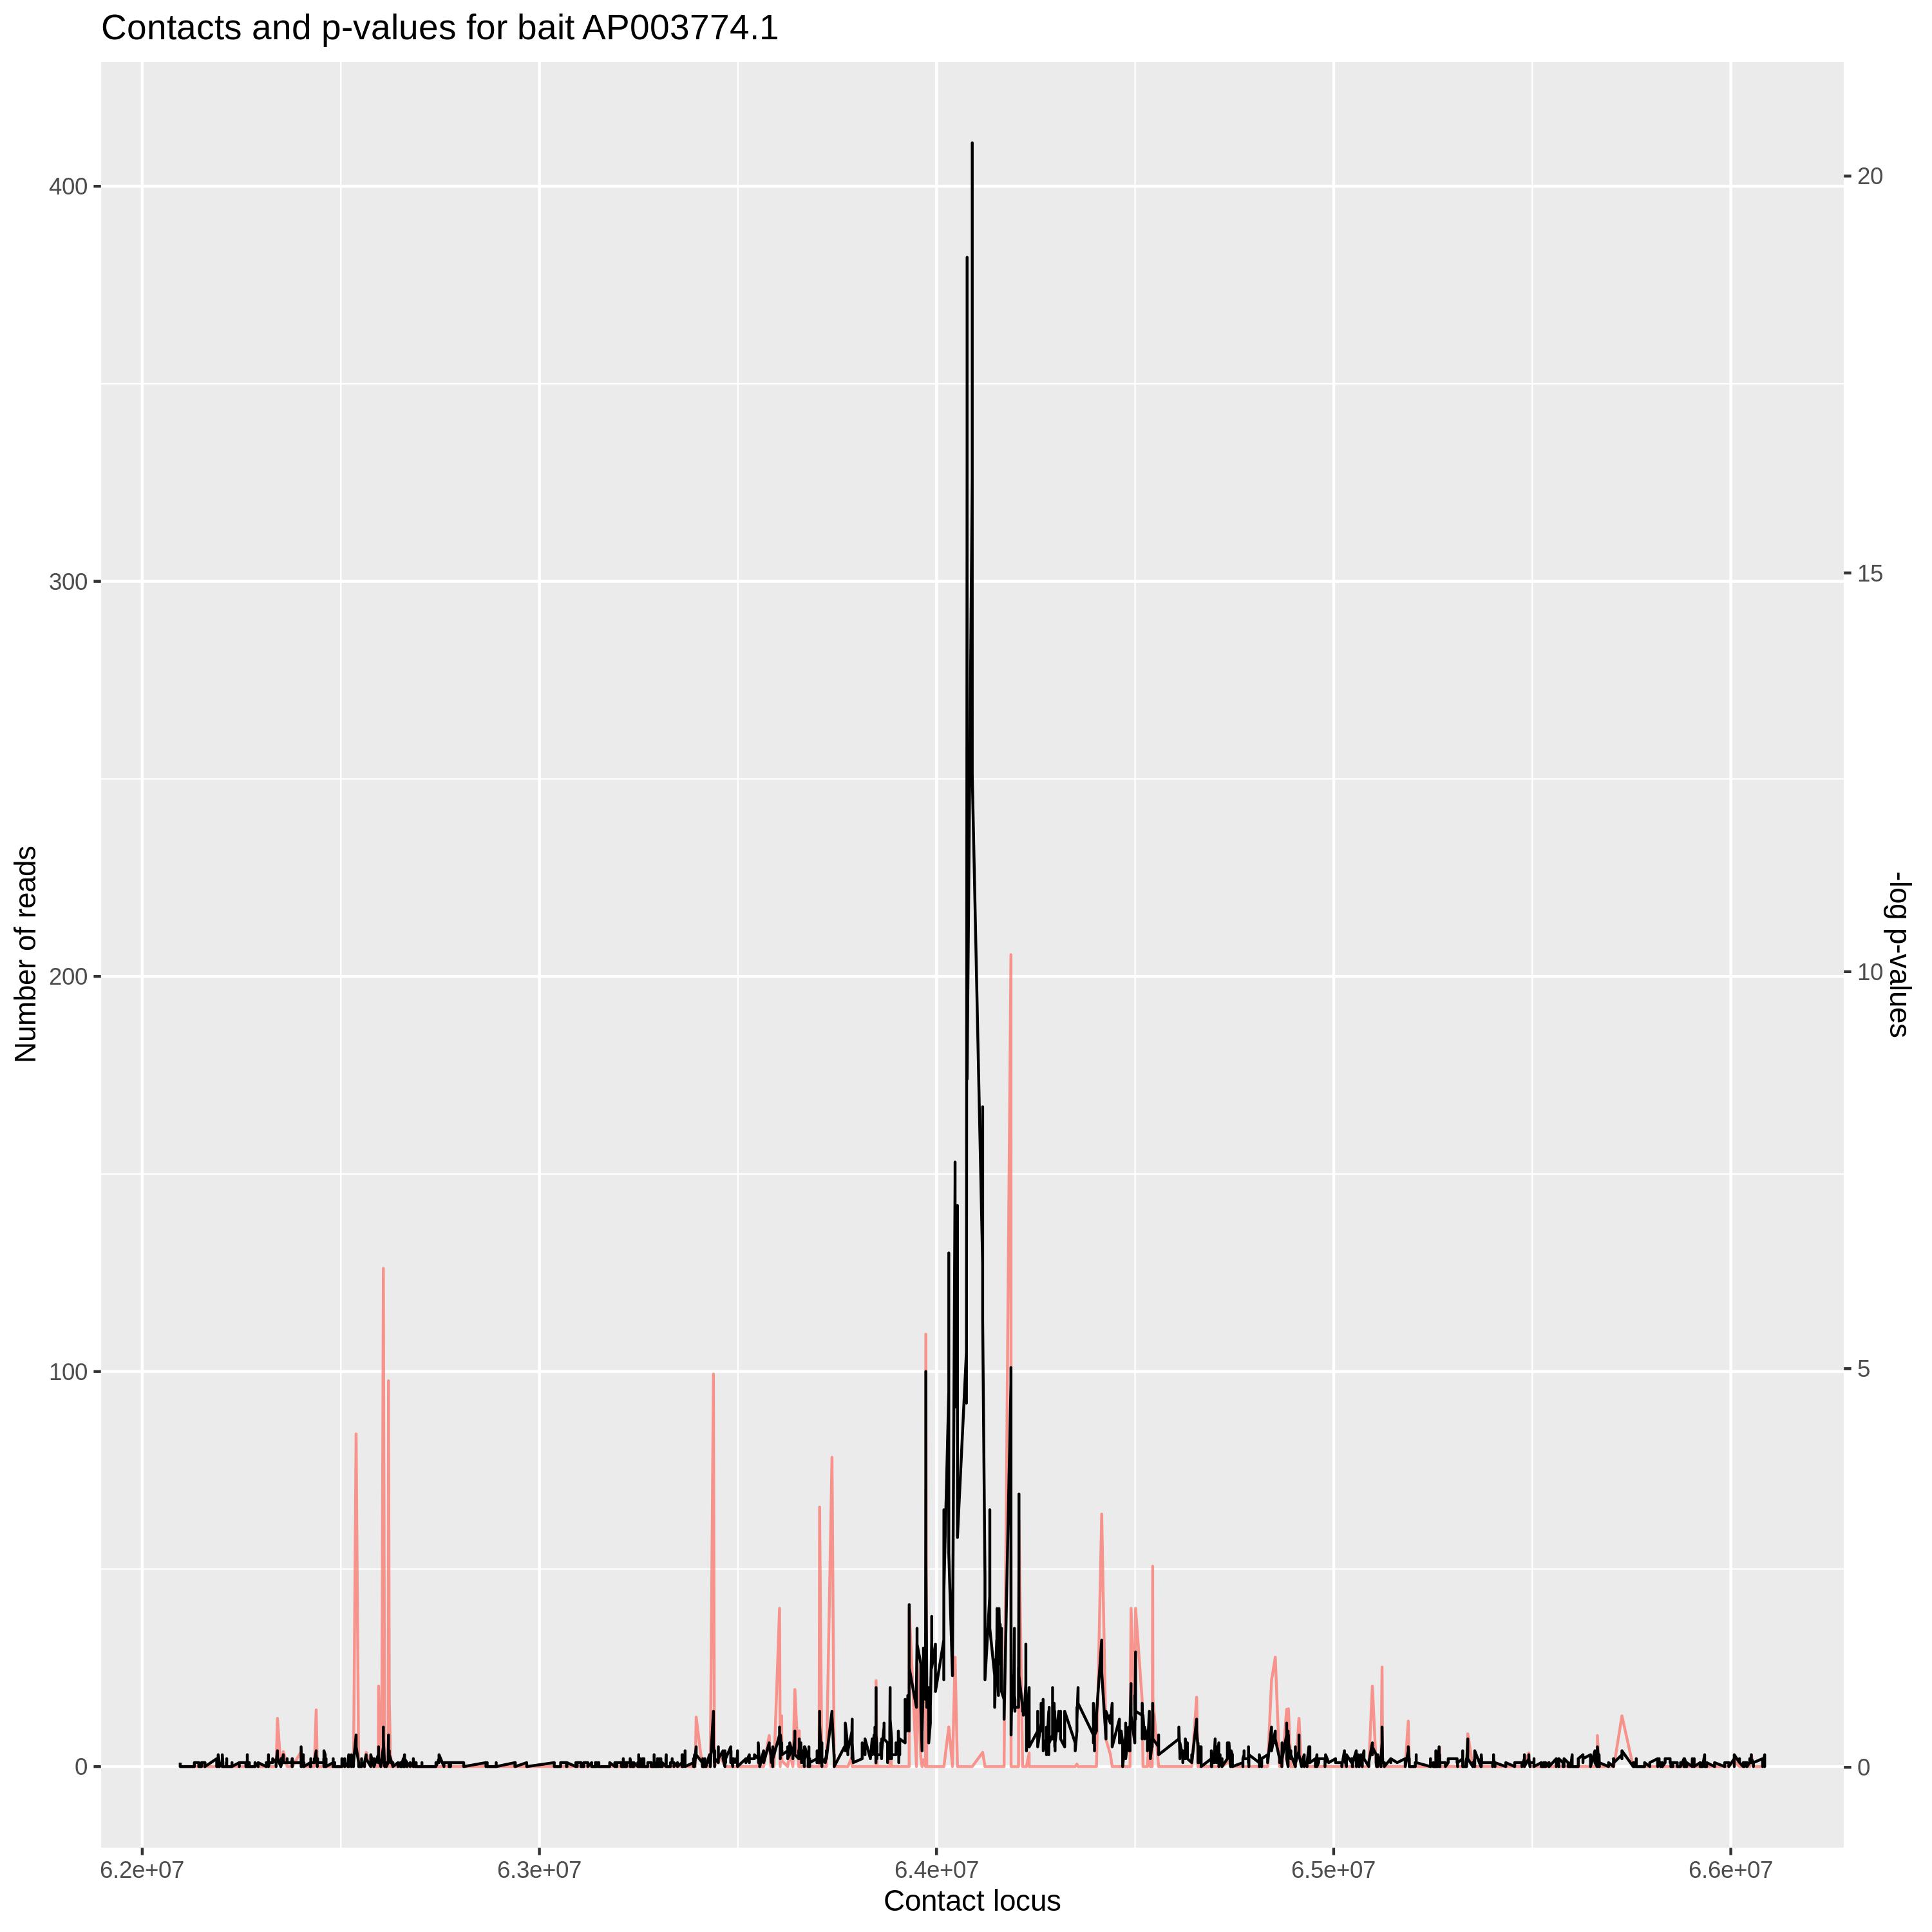 Contacts and p-values for bait AP003774.1
Number of reads
400
300
200
100
0
20
15
10
5
0
-log p-values
6.2e+07
6.3e+07
6.4e+07
6.5e+07
6.6e+07
Contact locus